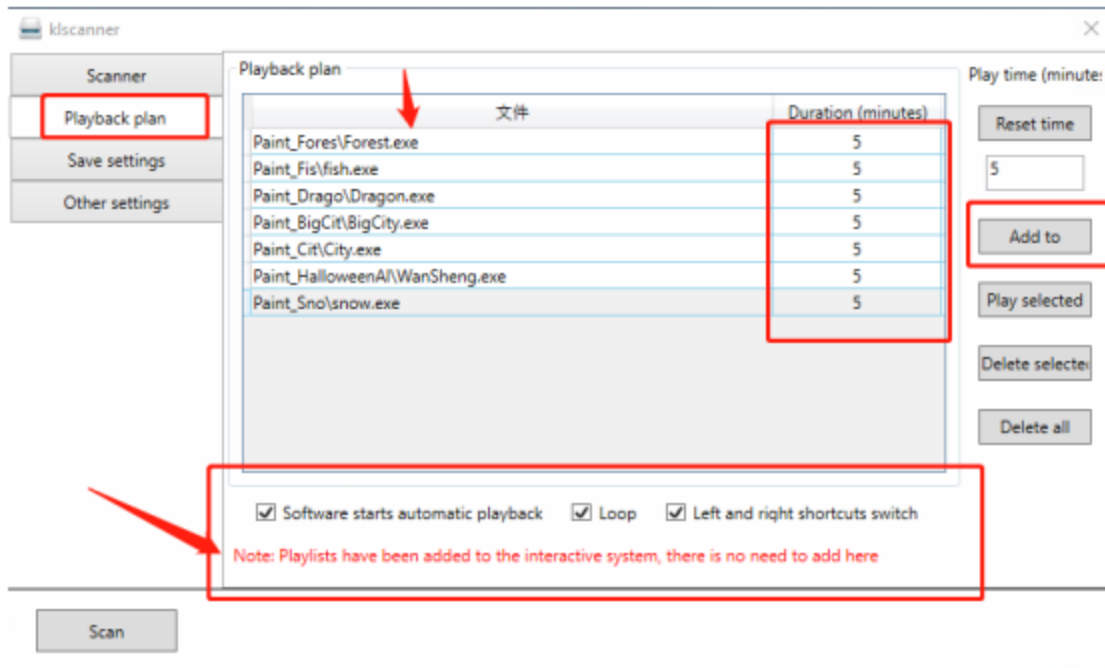 klscanner
Scanner
Playback plan
Save settings
Other settings
Playback plan
文件 Duration (minutes)
Paint_Fores\Forest.exe 5
Paint_Fis\fish.exe 5
Paint_Drago\Dragon.exe 5
Paint_BigCit\BigCity.exe 5
Paint_Cit\City.exe 5
Paint_HalloweenAI\WanSheng.exe 5
Paint_Sno\snow.exe 5
Play time (minute
Reset time
5
Add to
Play selected
Delete selecte
Delete all
Software starts automatic playback Loop Left and right shortcuts switch
Note: Playlists have been added to the interactive system, there is no need to add here
Scan